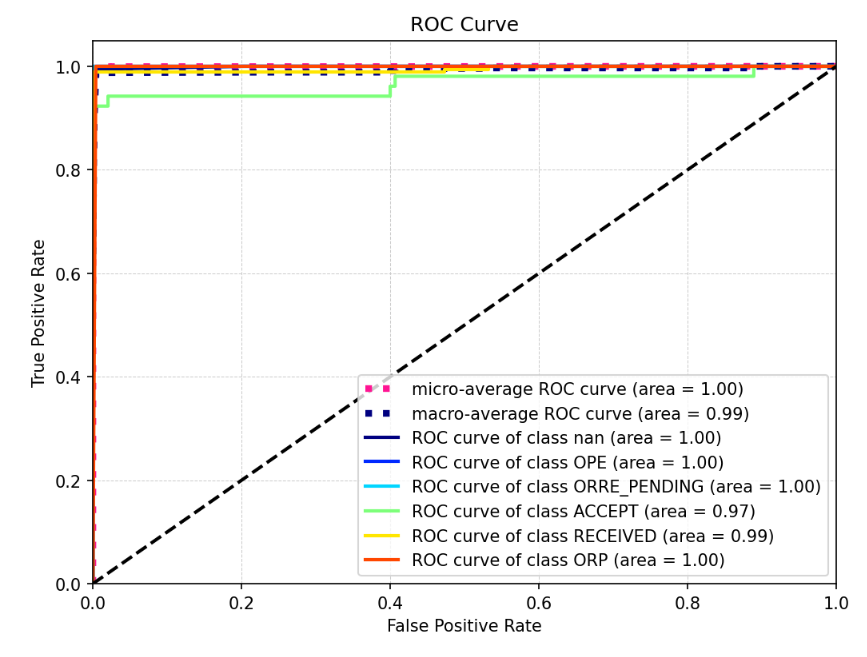 ROC Curve
1.0
0.8
0.6
0.4
0.2
0.0
True Positive Rate
micro-average ROC curve (area = 1.00)
macro-average ROC curve (area = 0.99)
ROC curve of class nan (area = 1.00)
ROC curve of class OPE (area = 1.00)
ROC curve of class ORRE_PENDING (area = 1.00)
ROC curve of class ACCEPT (area = 0.97)
ROC curve of class RECEIVED (area = 0.99)
ROC curve of class ORP (area = 1.00)
0.0 0.2 0.4 0.6 0.8 1.0
False Positive Rate